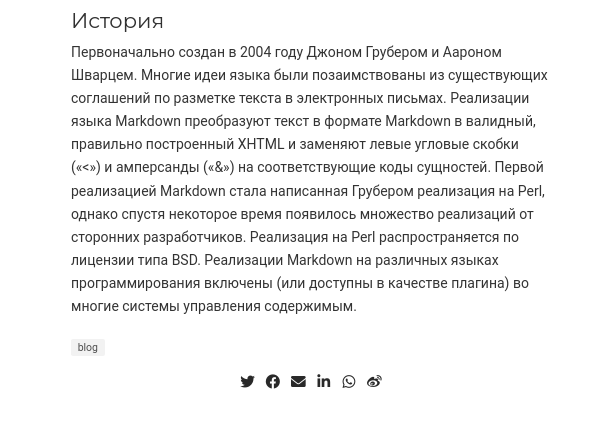 История
Первоначально создан в 2004 году Джоном Грубером и Аароном
Шварцем. Многие идеи языка были позаимствованы из существующих
соглашений по разметке текста в электронных письмах. Реализации
языка Markdown преобразуют текст в формате Markdown в валидный,
правильно построенный XHTML и заменяют левые угловые скобки
(«<») и амперсанды («&») на соответствующие коды сущностей. Первой
реализацией Markdown стала написанная Грубером реализация на Perl,
однако спустя некоторое время появилось множество реализаций от
сторонних разработчиков. Реализация на Perl распространяется по
лицензии типа BSD. Реализации Markdown на различных языках
программирования включены (или доступны в качестве плагина) во
многие системы управления содержимым.
blog